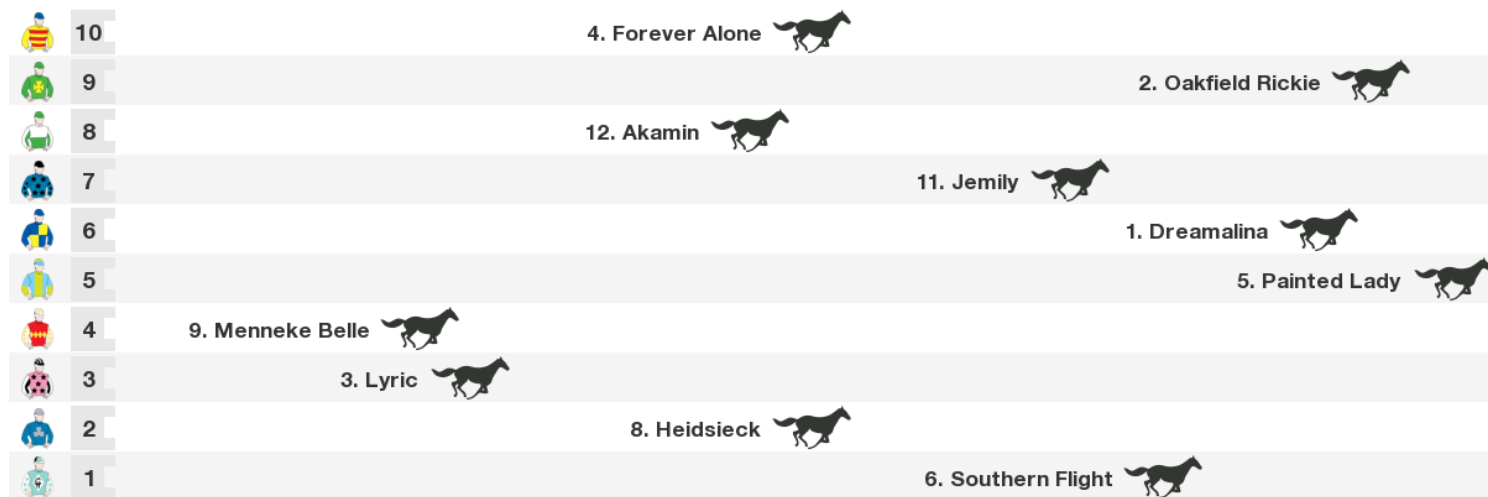 10 4. Forever Alone
9 2. Oakfield Rickie
8 12. Akamin
7 11. Jemily
6 1. Dreamalina
5 5. Painted Lady
4 9. Menneke Belle
3 3. Lyric
2 8. Heidsieck
1 6. Southern Flight